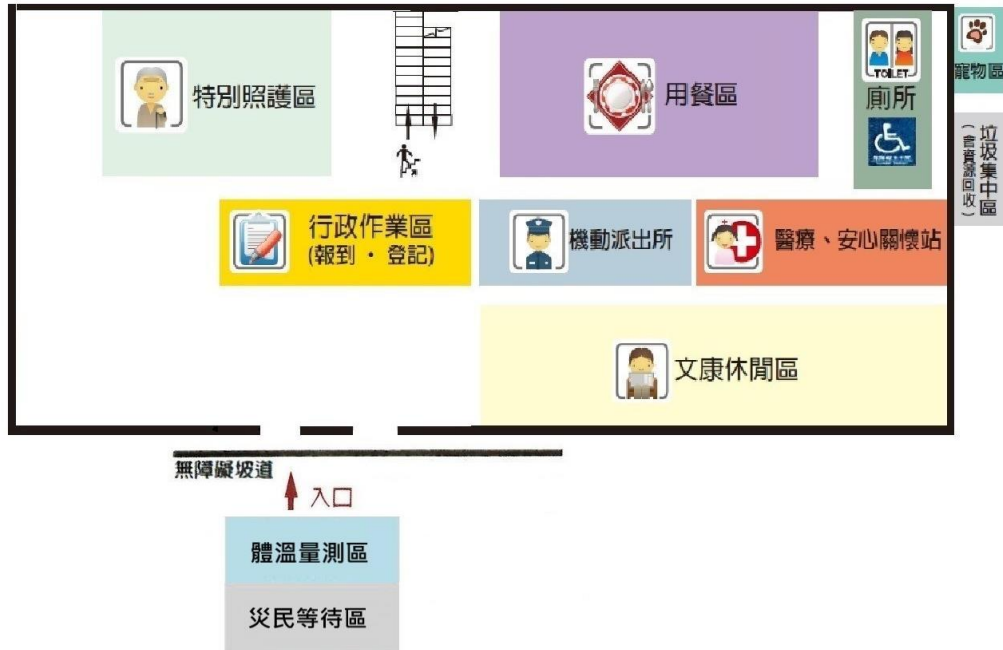 特別照護區
用餐區
TOILET
廁所
寵物區
垃圾集中區
(含資源回收)
行政作業區
(報到 · 登記)
機動派出所
醫療、安心關懷站
文康休閒區
無障礙坡道
入口
體溫量測區
災民等待區